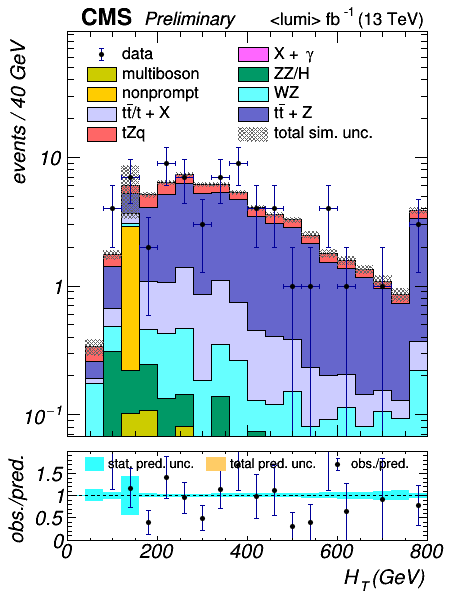 CMS Preliminary <lumi> fb⁻¹ (13 TeV)
events / 40 GeV
data
X + γ
multiboson
ZZ/H
nonprompt
WZ
tt̄/t + X
tt̄ + Z
tZq
total sim. unc.
10
1
10⁻¹
obs./pred.
stat. pred. unc.
total pred. unc.
obs./pred.
1.5
1
0.5
0
0 200 400 600 800
H_T (GeV)